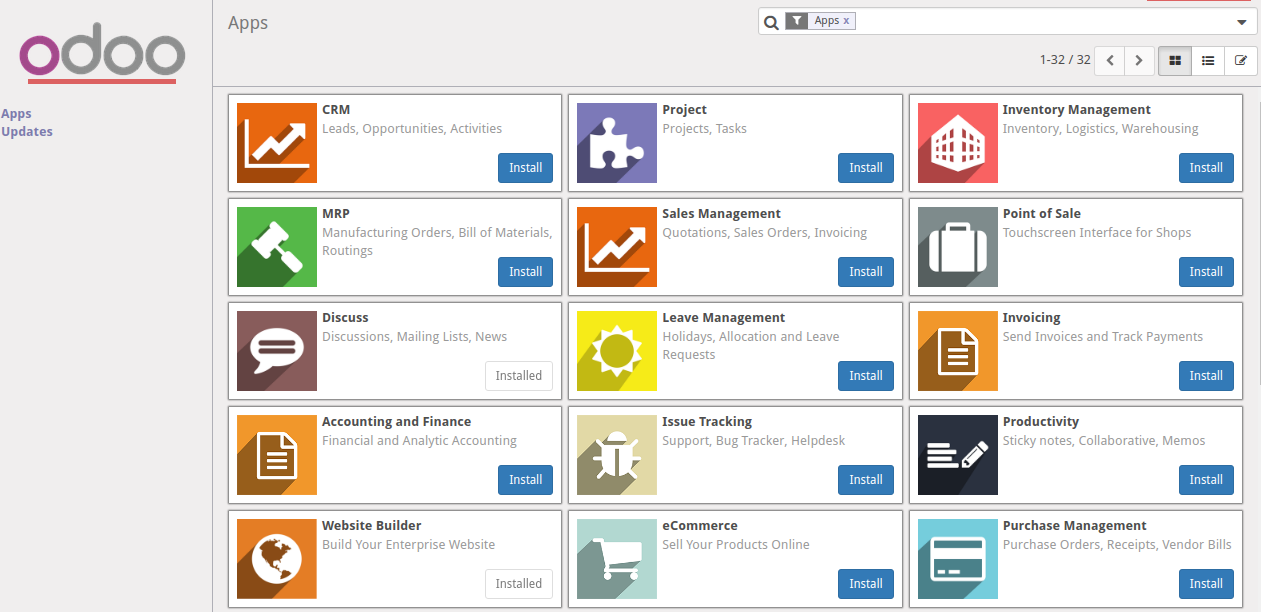 odoo
Apps
Apps x
1-32 / 32
Apps
Updates
CRM
Leads, Opportunities, Activities
Install
Project
Projects, Tasks
Install
Inventory Management
Inventory, Logistics, Warehousing
Install
MRP
Manufacturing Orders, Bill of Materials,
Routings
Install
Sales Management
Quotations, Sales Orders, Invoicing
Install
Point of Sale
Touchscreen Interface for Shops
Install
Discuss
Discussions, Mailing Lists, News
Installed
Leave Management
Holidays, Allocation and Leave
Requests
Install
Invoicing
Send Invoices and Track Payments
Install
Accounting and Finance
Financial and Analytic Accounting
Install
Issue Tracking
Support, Bug Tracker, Helpdesk
Install
Productivity
Sticky notes, Collaborative, Memos
Install
Website Builder
Build Your Enterprise Website
Installed
eCommerce
Sell Your Products Online
Install
Purchase Management
Purchase Orders, Receipts, Vendor Bills
Install